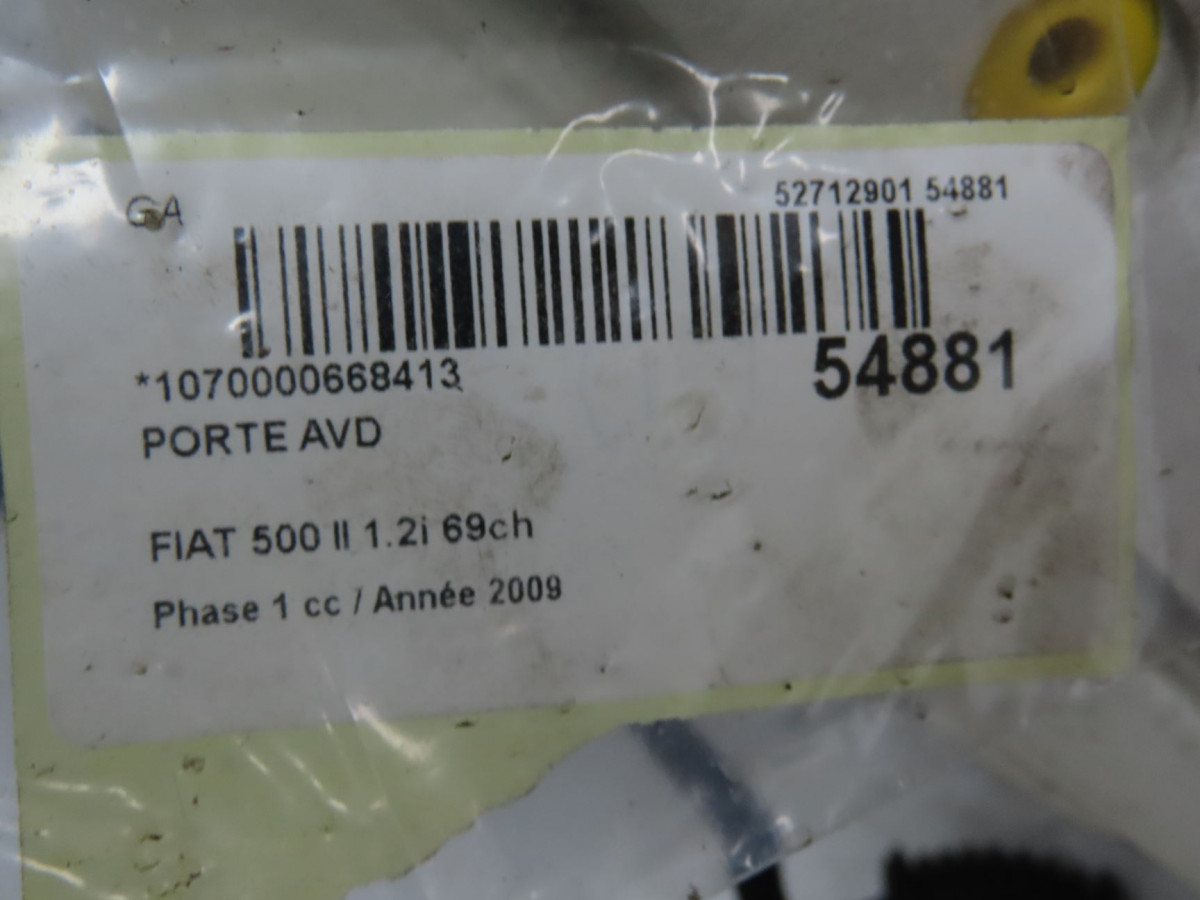 GA
52712901 54881
*1070000668413
54881
PORTE AVD
FIAT 500 II 1.2i 69ch
Phase 1 cc / Année 2009